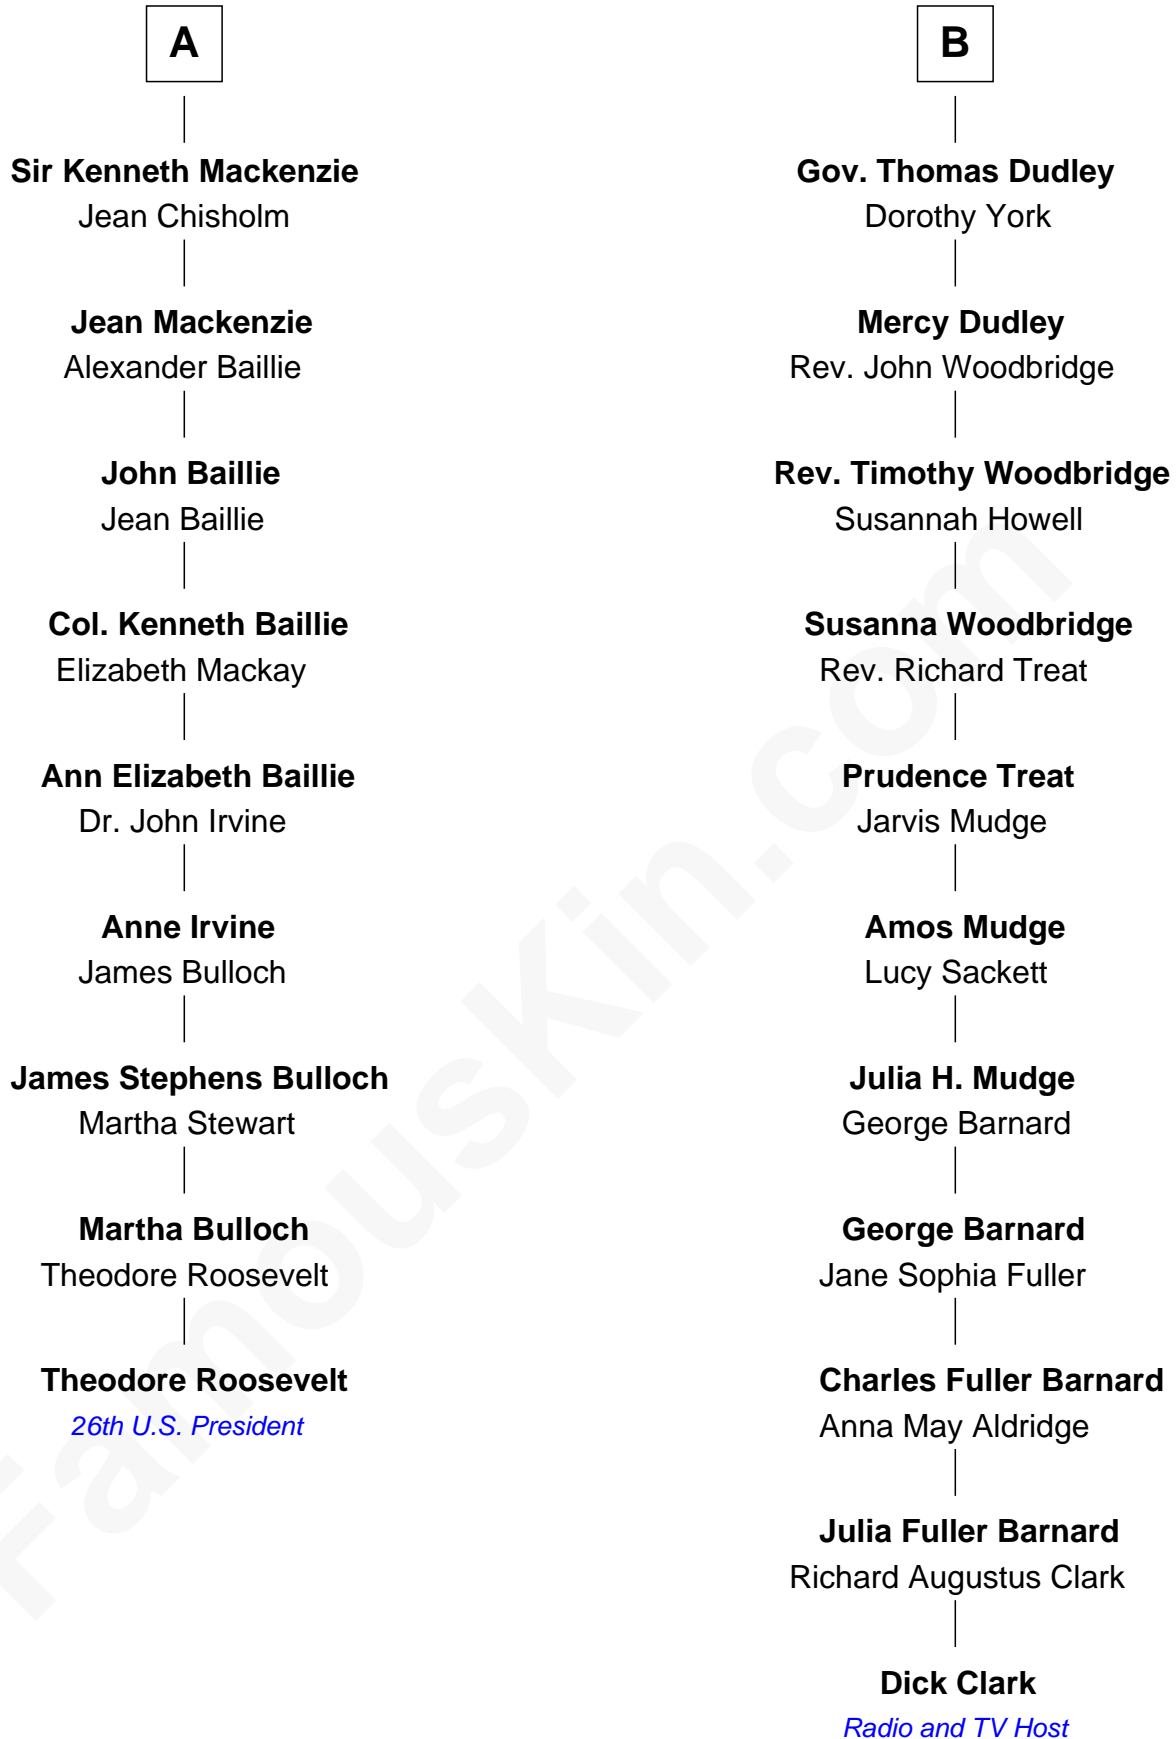 A
Sir Kenneth Mackenzie
Jean Chisholm
Jean Mackenzie
Alexander Baillie
John Baillie
Jean Baillie
Col. Kenneth Baillie
Elizabeth Mackay
Ann Elizabeth Baillie
Dr. John Irvine
Anne Irvine
James Bulloch
James Stephens Bulloch
Martha Stewart
Martha Bulloch
Theodore Roosevelt
Theodore Roosevelt
26th U.S. President
B
Gov. Thomas Dudley
Dorothy York
Mercy Dudley
Rev. John Woodbridge
Rev. Timothy Woodbridge
Susannah Howell
Susanna Woodbridge
Rev. Richard Treat
Prudence Treat
Jarvis Mudge
Amos Mudge
Lucy Sackett
Julia H. Mudge
George Barnard
George Barnard
Jane Sophia Fuller
Charles Fuller Barnard
Anna May Aldridge
Julia Fuller Barnard
Richard Augustus Clark
Dick Clark
Radio and TV Host
FamousKin.com